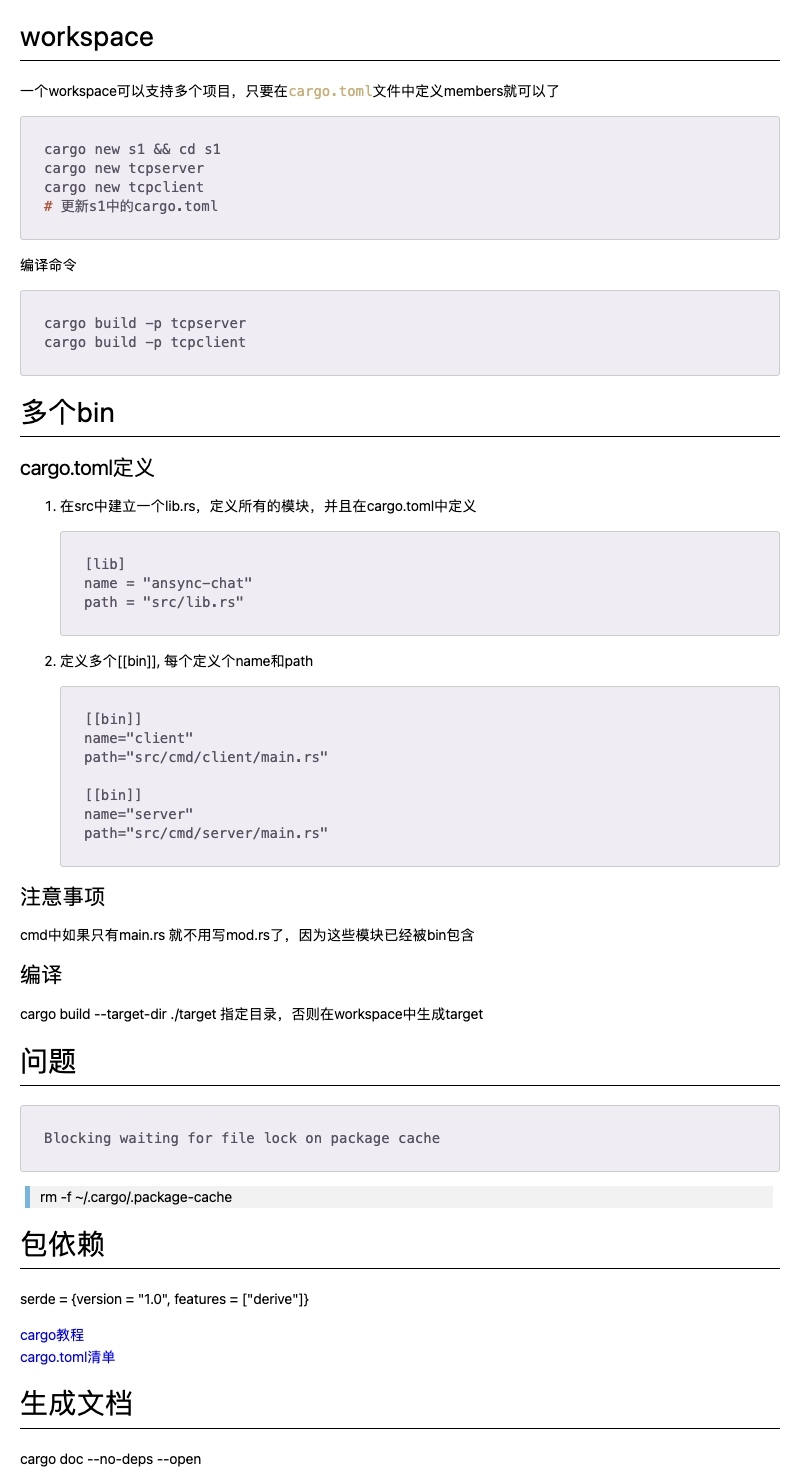 workspace
一个workspace可以支持多个项目，只要在cargo.toml文件中定义members就可以了
cargo new s1 && cd s1
cargo new tcpserver
cargo new tcpclient
# 更新s1中的cargo.toml
编译命令
cargo build -p tcpserver
cargo build -p tcpclient
多个bin
cargo.toml定义
1. 在src中建立一个lib.rs，定义所有的模块，并且在cargo.toml中定义
[lib]
name = "ansync-chat"
path = "src/lib.rs"
2. 定义多个[[bin]], 每个定义个name和path
[[bin]]
name="client"
path="src/cmd/client/main.rs"
[[bin]]
name="server"
path="src/cmd/server/main.rs"
注意事项
cmd中如果只有main.rs 就不用写mod.rs了，因为这些模块已经被bin包含
编译
cargo build --target-dir ./target 指定目录，否则在workspace中生成target
问题
Blocking waiting for file lock on package cache
rm -f ~/.cargo/.package-cache
包依赖
serde = {version = "1.0", features = ["derive"]}
cargo教程
cargo.toml清单
生成文档
cargo doc --no-deps --open